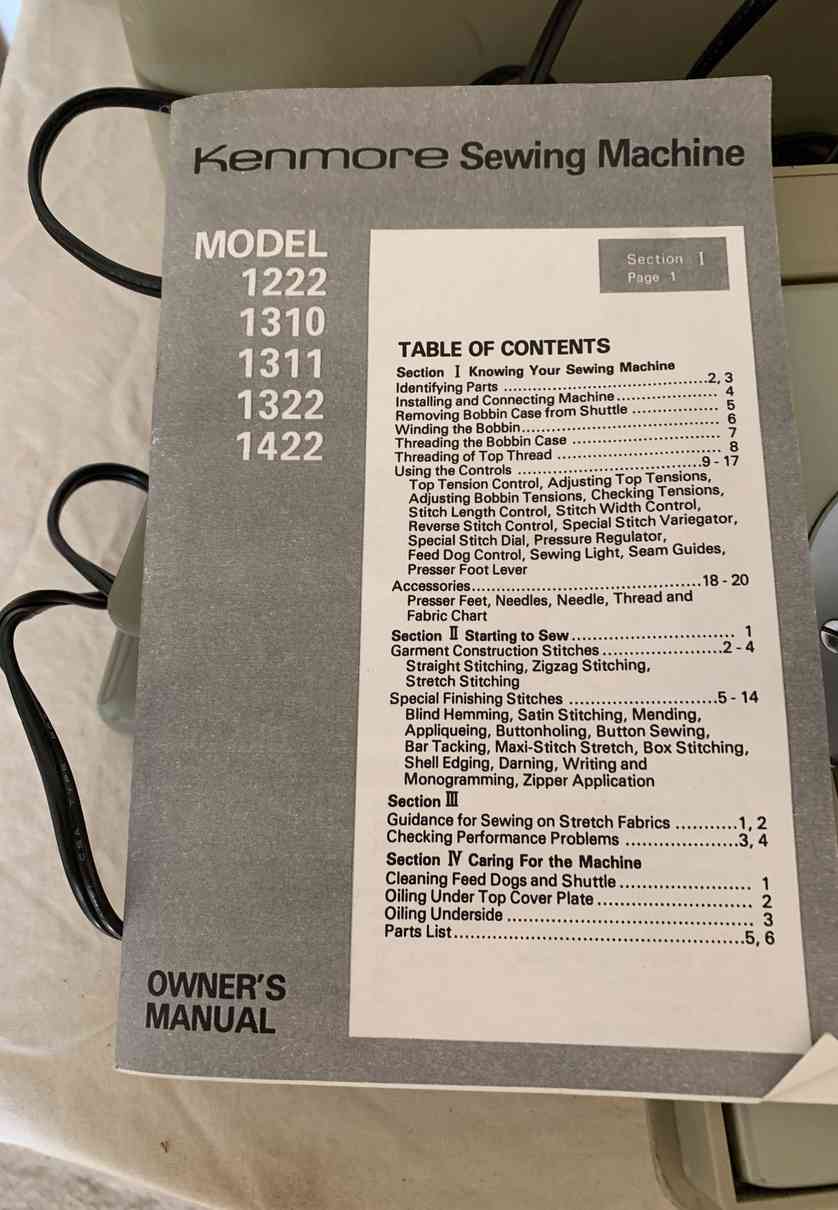 Kenmore Sewing Machine
MODEL
1222
1310
1311
1322
1422
Section I
Page 1
TABLE OF CONTENTS
Section I Knowing Your Sewing Machine
Identifying Parts ..................................................2, 3
Installing and Connecting Machine................... 4
Removing Bobbin Case from Shuttle ................ 5
Winding the Bobbin........................................ 6
Threading the Bobbin Case .............................. 7
Threading of Top Thread ................................. 8
Using the Controls .............................................9 - 17
Top Tension Control, Adjusting Top Tensions,
Adjusting Bobbin Tensions, Checking Tensions,
Stitch Length Control, Stitch Width Control,
Reverse Stitch Control, Special Stitch Variegator,
Special Stitch Dial, Pressure Regulator,
Feed Dog Control, Sewing Light, Seam Guides,
Presser Foot Lever
Accessories..............................................18 - 20
Presser Feet, Needles, Needle, Thread and
Fabric Chart
Section II Starting to Sew................................. 1
Garment Construction Stitches ........................2 - 4
Straight Stitching, Zigzag Stitching,
Stretch Stitching
Special Finishing Stitches ..............................5 - 14
Blind Hemming, Satin Stitching, Mending,
Appliqueing, Buttonholing, Button Sewing,
Bar Tacking, Maxi-Stitch Stretch, Box Stitching,
Shell Edging, Darning, Writing and
Monogramming, Zipper Application
Section III
Guidance for Sewing on Stretch Fabrics ...........1, 2
Checking Performance Problems ....................3, 4
Section IV Caring For the Machine
Cleaning Feed Dogs and Shuttle ........................ 1
Oiling Under Top Cover Plate ............................ 2
Oiling Underside ............................................ 3
Parts List.....................................................5, 6
OWNER'S
MANUAL